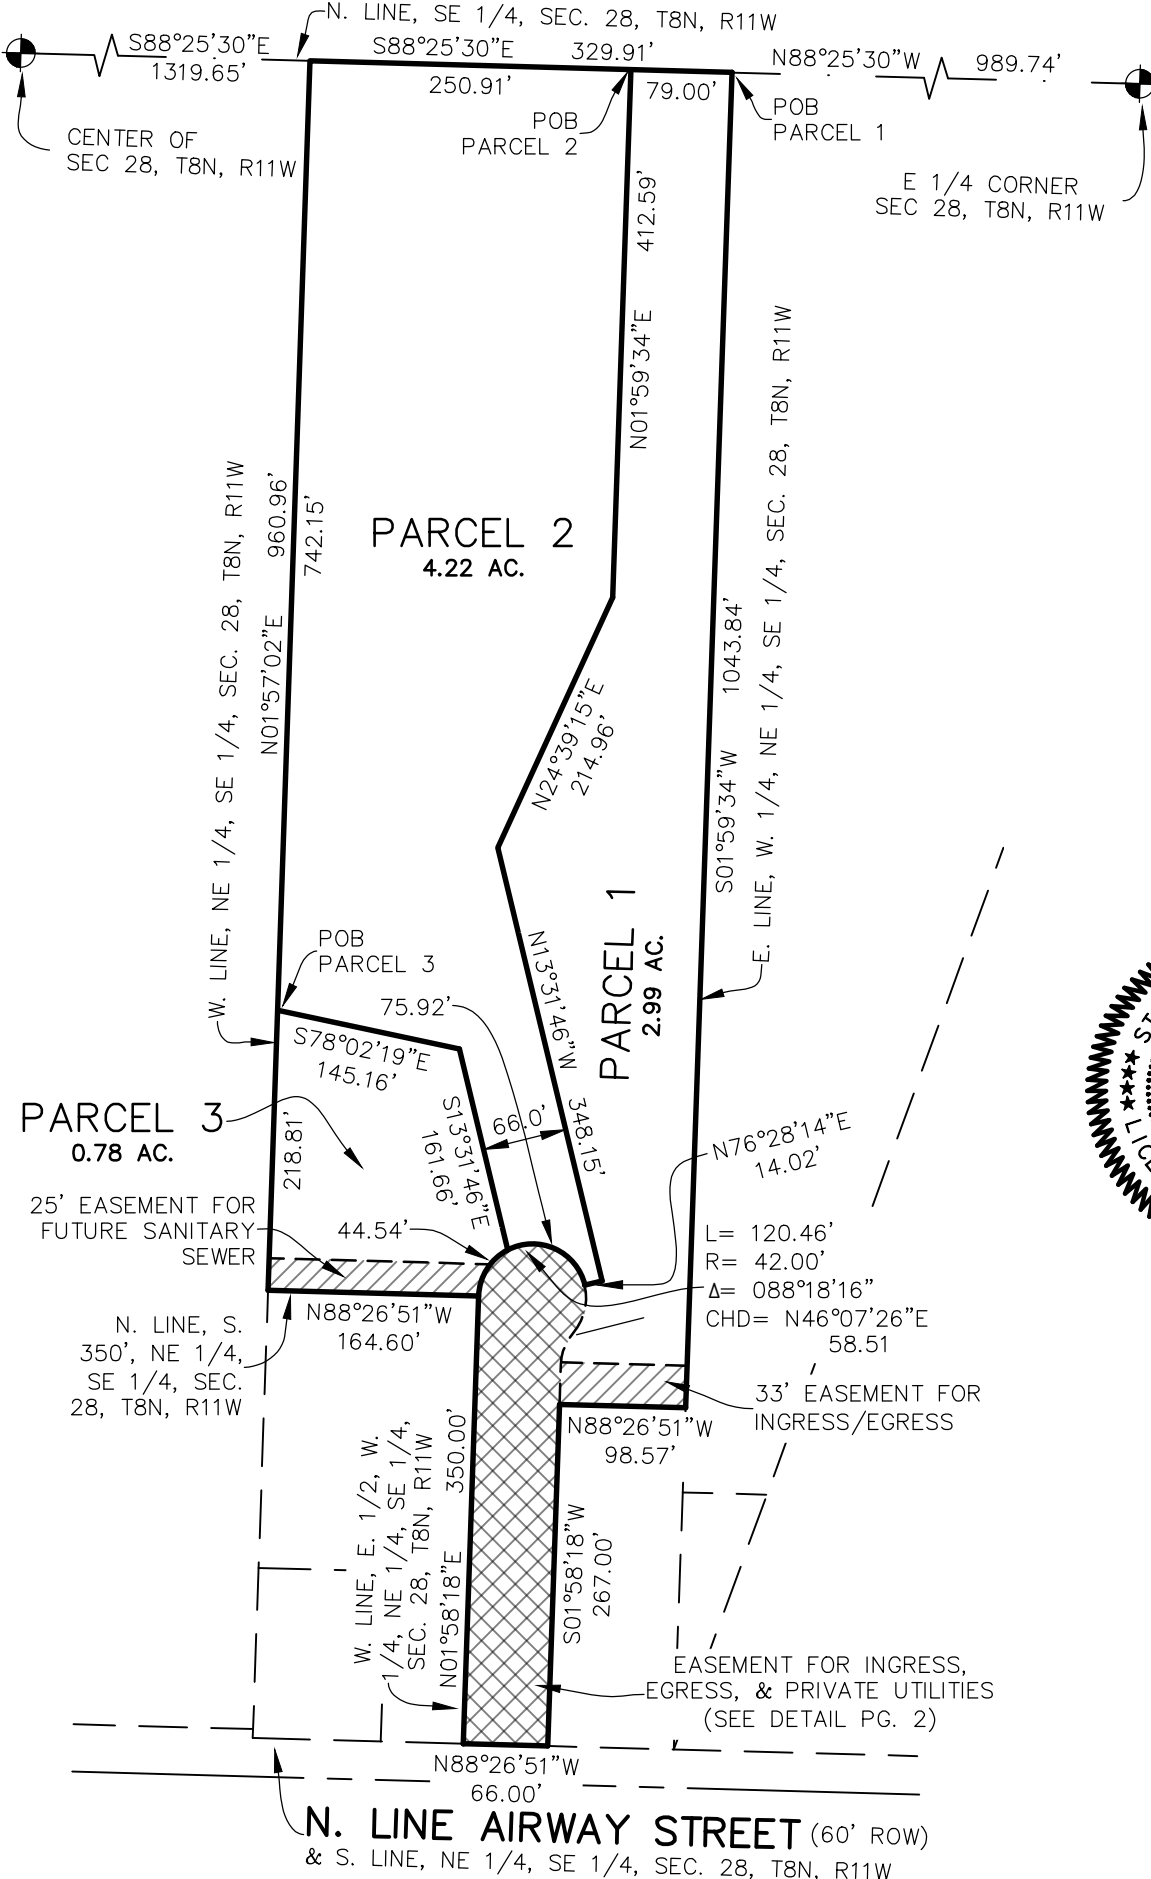 N. LINE, SE 1/4, SEC. 28, T8N, R11W
S88°25'30"E
1319.65'
S88°25'30"E 329.91'
250.91'
79.00'
N88°25'30"W 989.74'
POB
PARCEL 2
POB
PARCEL 1
CENTER OF
SEC 28, T8N, R11W
E 1/4 CORNER
SEC 28, T8N, R11W
412.59'
N01°59'34"E
W. LINE, NE 1/4, SE 1/4, SEC. 28, T8N, R11W
N01°57'02"E 960.96'
742.15'
PARCEL 2
4.22 AC.
E. LINE, W. 1/4, NE 1/4, SE 1/4, SEC. 28, T8N, R11W
S01°59'34"W 1043.84'
N24°39'15"E
214.96'
PARCEL 1
2.99 AC.
N13°31'46"W 348.15'
POB
PARCEL 3
75.92'
S78°02'19"E
145.16'
PARCEL 3
0.78 AC.
218.81'
S13°31'46"E
161.66'
66.0'
N76°28'14"E
14.02'
25' EASEMENT FOR
FUTURE SANITARY
SEWER
44.54'
L= 120.46'
R= 42.00'
Δ= 088°18'16"
CHD= N46°07'26"E
58.51
N88°26'51"W
164.60'
N. LINE, S.
350', NE 1/4,
SE 1/4, SEC.
28, T8N, R11W
33' EASEMENT FOR
INGRESS/EGRESS
N88°26'51"W
98.57'
W. LINE, E. 1/2, W.
1/4, NE 1/4, SE 1/4,
SEC. 28, T8N, R11W
N01°58'18"E 350.00'
S01°58'18"W
267.00'
EASEMENT FOR INGRESS,
EGRESS, & PRIVATE UTILITIES
(SEE DETAIL PG. 2)
N88°26'51"W
66.00'
N. LINE AIRWAY STREET (60' ROW)
& S. LINE, NE 1/4, SE 1/4, SEC. 28, T8N, R11W